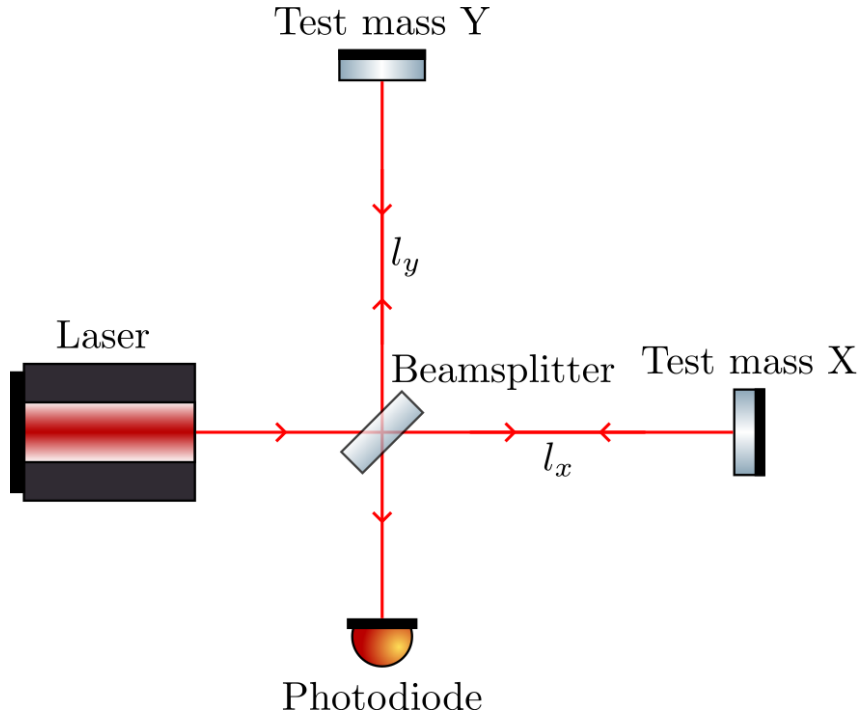 Test mass Y
l_y
Laser
Beamsplitter
Test mass X
l_x
Photodiode